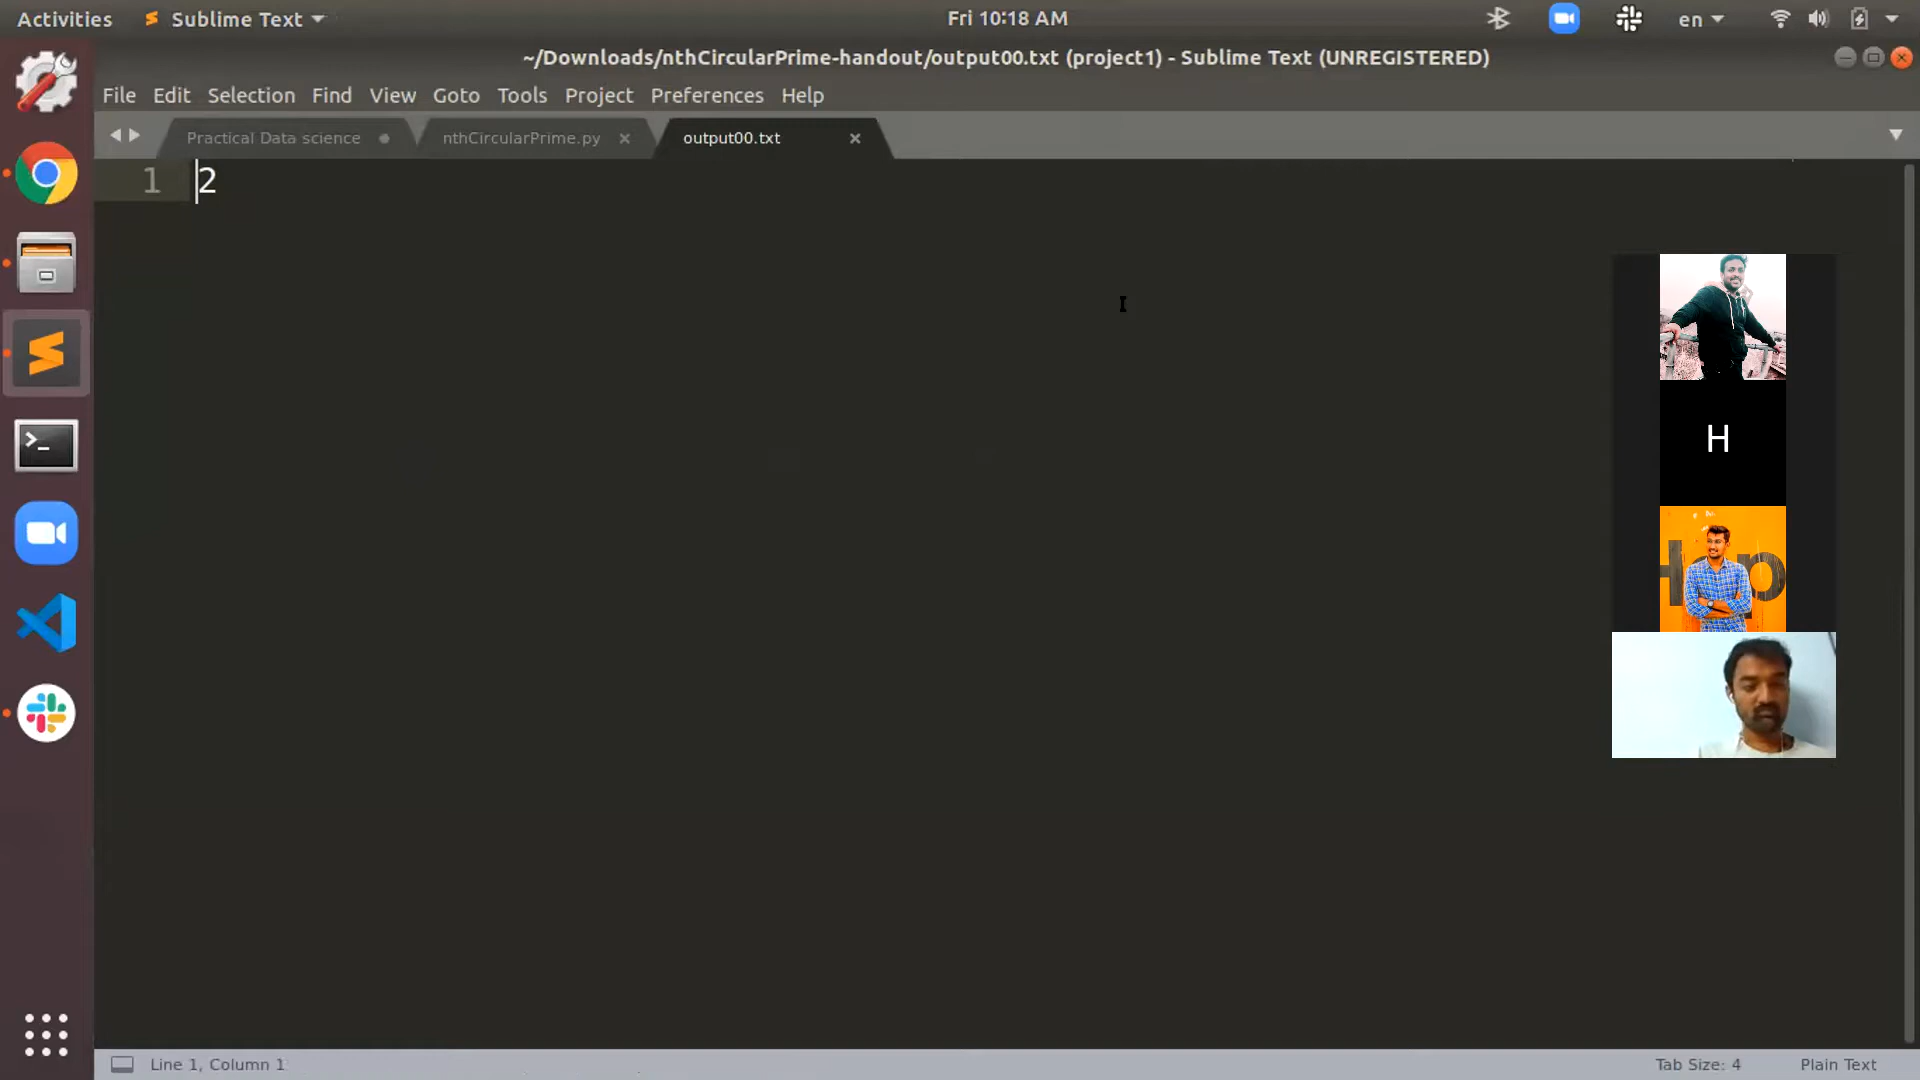 Activities Sublime Text Fri 10:18 AM en
~/Downloads/nthCircularPrime-handout/output00.txt (project1) - Sublime Text (UNREGISTERED)
File Edit Selection Find View Goto Tools Project Preferences Help
Practical Data science nthCircularPrime.py output00.txt
1 2
H
Line 1, Column 1 Tab Size: 4 Plain Text